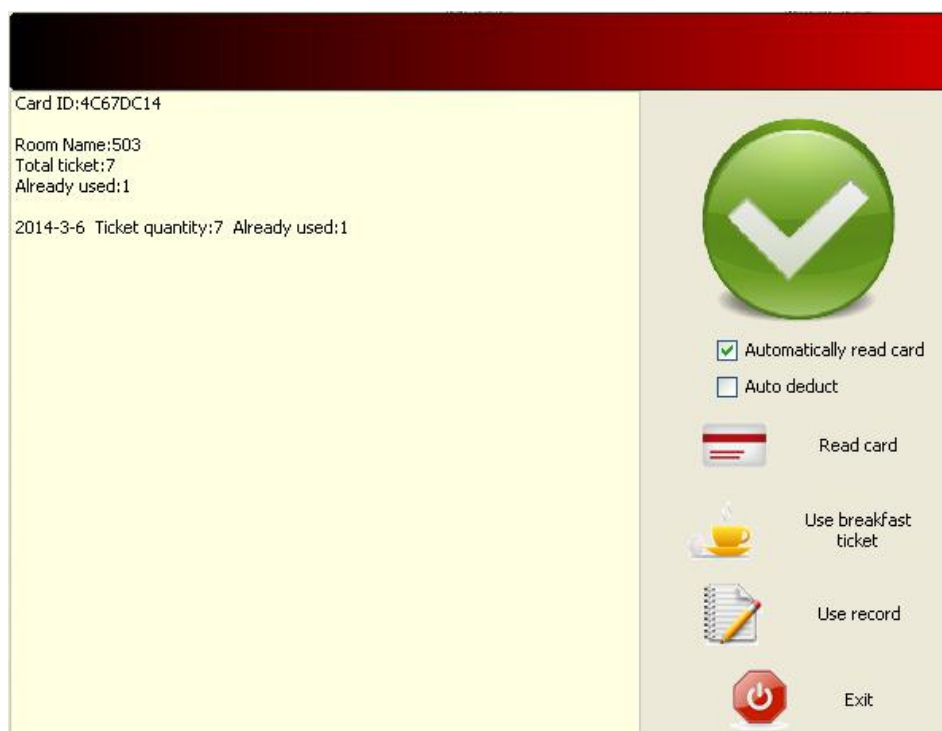 Card ID:4C67DC14
Room Name:503
Total ticket:7
Already used:1
2014-3-6 Ticket quantity:7 Already used:1
Automatically read card
Auto deduct
Read card
Use breakfast
ticket
Use record
Exit